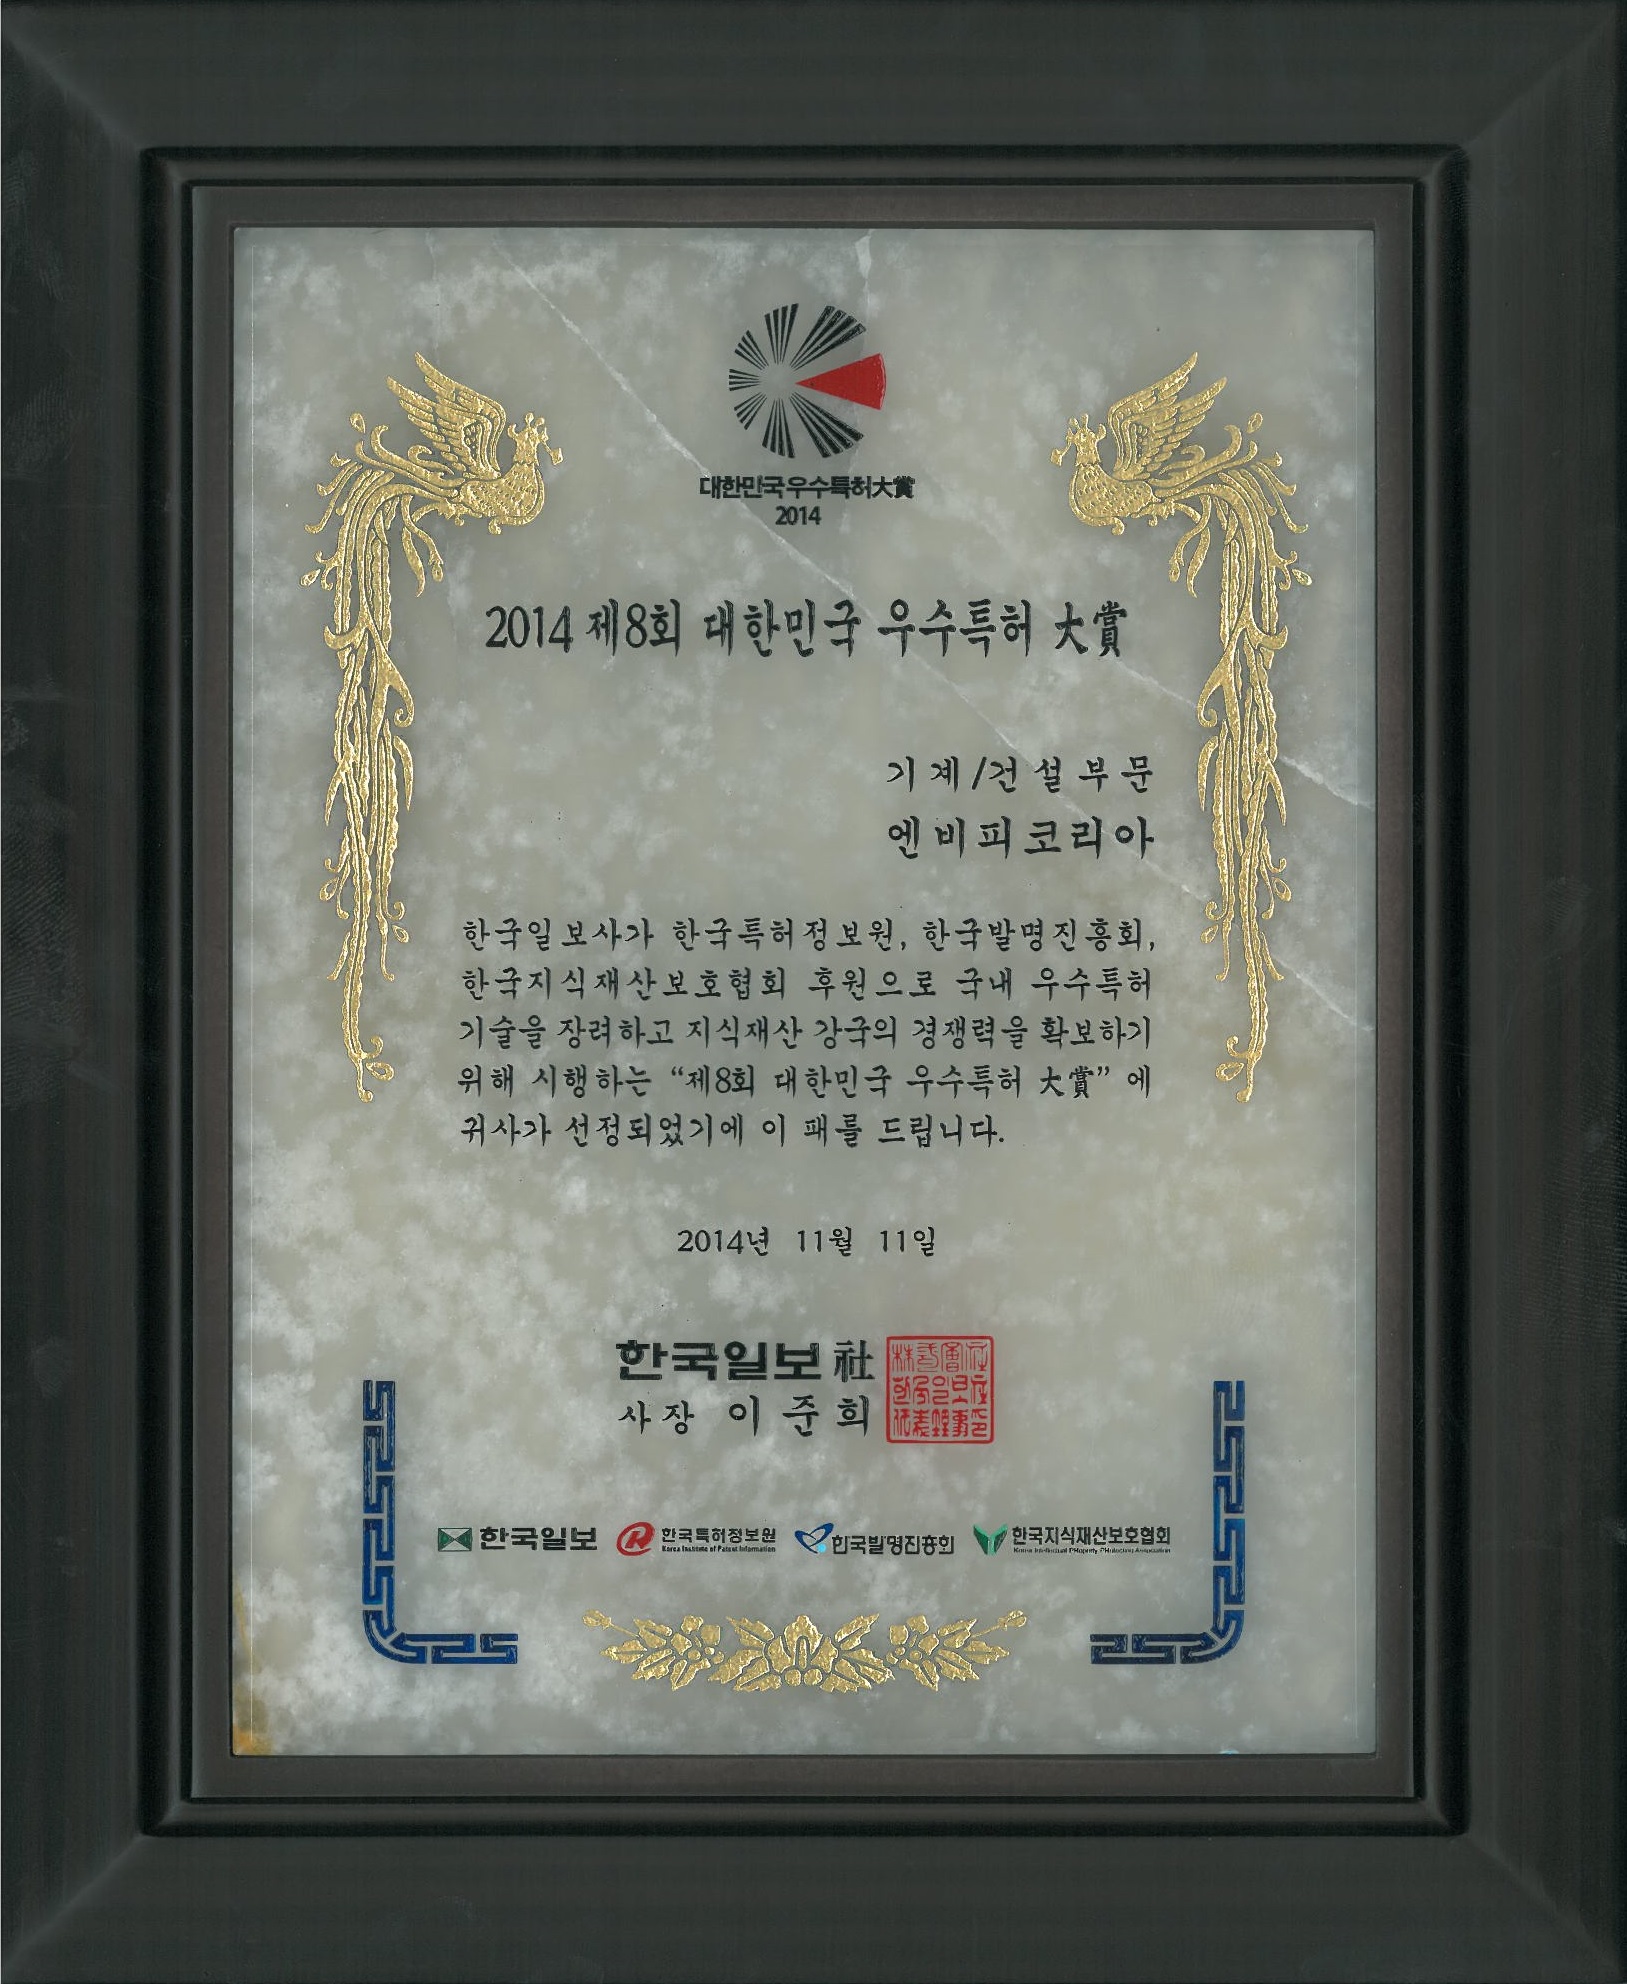 대한민국우수특허大賞
2014
2014 제8회 대한민국 우수특허 大賞
기계/건설부문
엔비피코리아
한국일보사가 한국특허정보원, 한국발명진흥회,
한국지식재산보호협회 후원으로 국내 우수특허
기술을 장려하고 지식재산 강국의 경쟁력을 확보하기
위해 시행하는 “제8회 대한민국 우수특허 大賞” 에
귀사가 선정되었기에 이 패를 드립니다.
2014년 11월 11일
한국일보社
사장 이준희
한국일보 한국특허정보원 한국발명진흥회 한국지식재산보호협회
Korea Institute of Patent Information